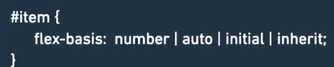 #item {
flex-basis: number | auto | initial | inherit;
}